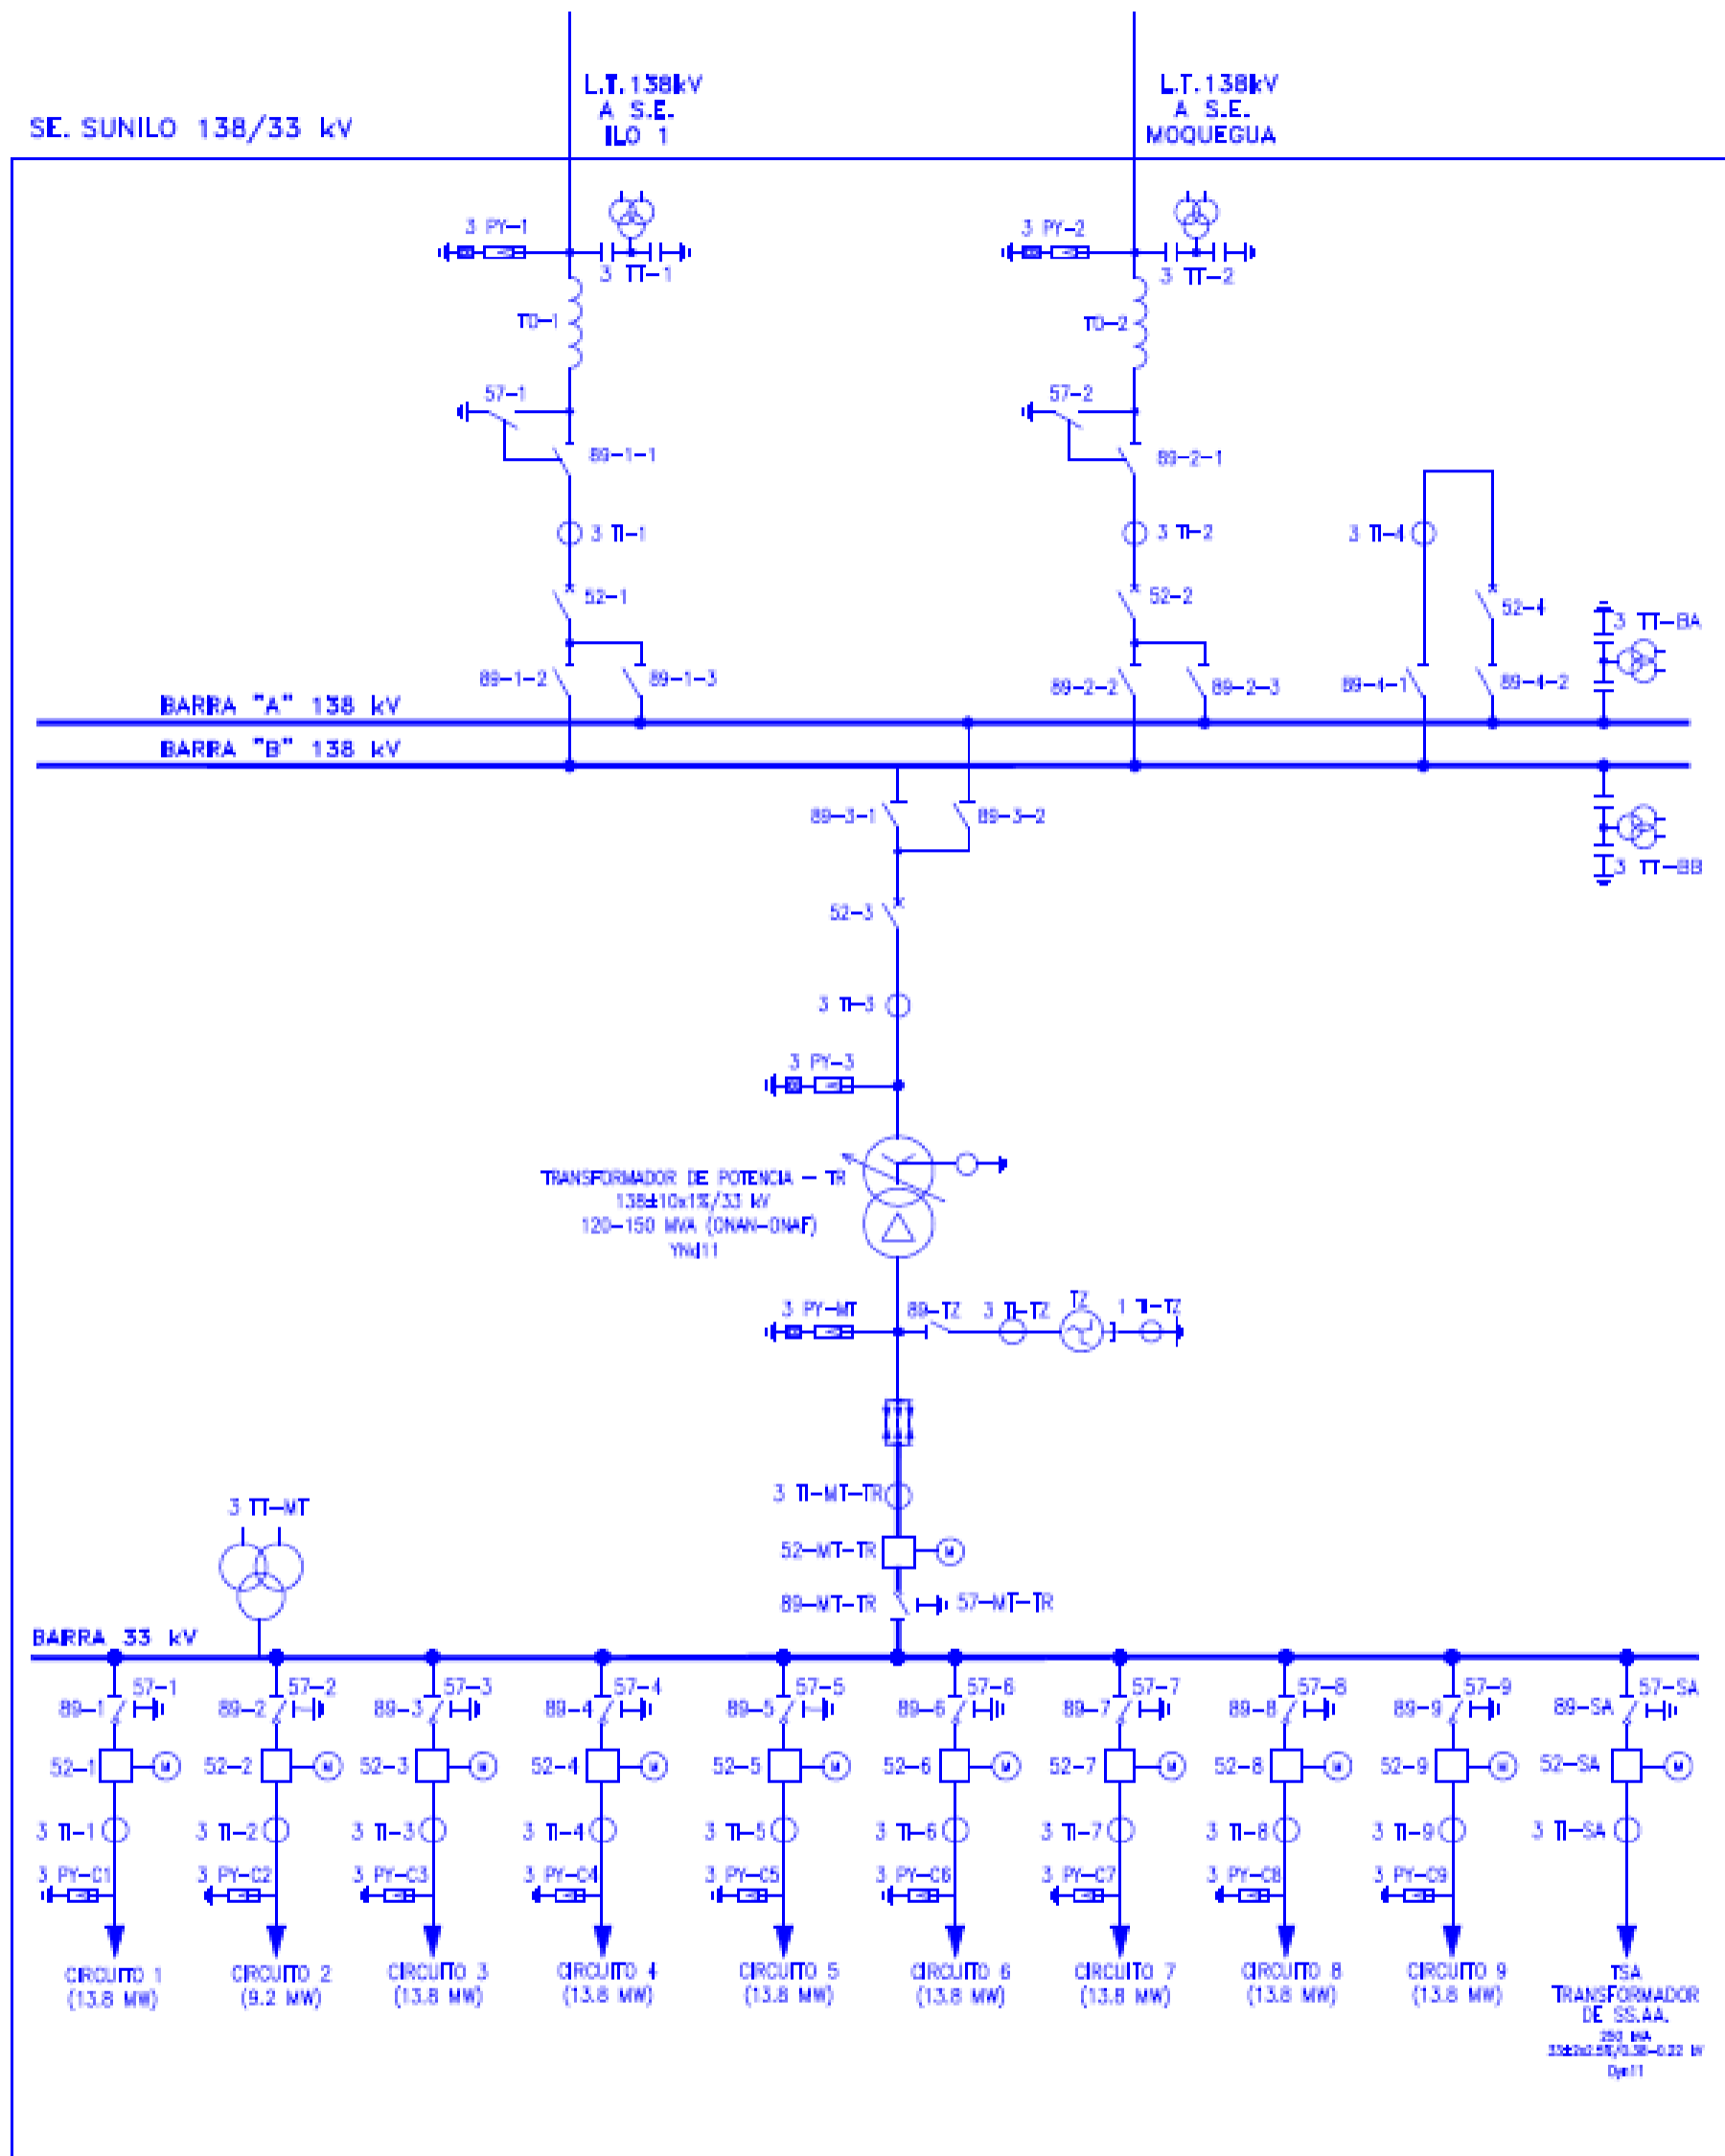 SE. SUNILO 138/33 kV
L.T. 138kV
A S.E.
ILO 1
L.T. 138kV
A S.E.
MOQUEGUA
3 PY-1
3 TT-1
3 PY-2
3 TT-2
TO-1
TO-2
57-1
57-2
89-1-1
89-2-1
3 TI-1
3 TI-2
3 TI-4
52-1
52-2
52-4
3 TT-BA
89-1-2
89-1-3
89-2-2
89-2-3
89-4-1
89-4-2
BARRA "A" 138 kV
BARRA "B" 138 kV
89-3-1
89-3-2
3 TT-BB
52-3
3 TI-3
3 PY-3
TRANSFORMADOR DE POTENCIA - TR
138±10x1%/33 kV
120-150 MVA (ONAN-ONAF)
YNd11
3 PY-MT
89-TZ
3 TI-TZ
TZ
1 TI-TZ
3 TI-MT-TR
3 TT-MT
52-MT-TR
M
89-MT-TR
57-MT-TR
BARRA 33 kV
89-1 57-1
89-2 57-2
89-3 57-3
89-4 57-4
89-5 57-5
89-6 57-6
89-7 57-7
89-8 57-8
89-9 57-9
89-SA 57-SA
52-1 M
52-2 M
52-3 M
52-4 M
52-5 M
52-6 M
52-7 M
52-8 M
52-9 M
52-SA M
3 TI-1
3 TI-2
3 TI-3
3 TI-4
3 TI-5
3 TI-6
3 TI-7
3 TI-8
3 TI-9
3 TI-SA
3 PY-C1
3 PY-C2
3 PY-C3
3 PY-C4
3 PY-C5
3 PY-C6
3 PY-C7
3 PY-C8
3 PY-C9
CIRCUITO 1
(13.8 MW)
CIRCUITO 2
(9.2 MW)
CIRCUITO 3
(13.8 MW)
CIRCUITO 4
(13.8 MW)
CIRCUITO 5
(13.8 MW)
CIRCUITO 6
(13.8 MW)
CIRCUITO 7
(13.8 MW)
CIRCUITO 8
(13.8 MW)
CIRCUITO 9
(13.8 MW)
TSA
TRANSFORMADOR
DE SS.AA.
250 kVA
33±2x2.5%/0.38-0.22 kV
Dyn11